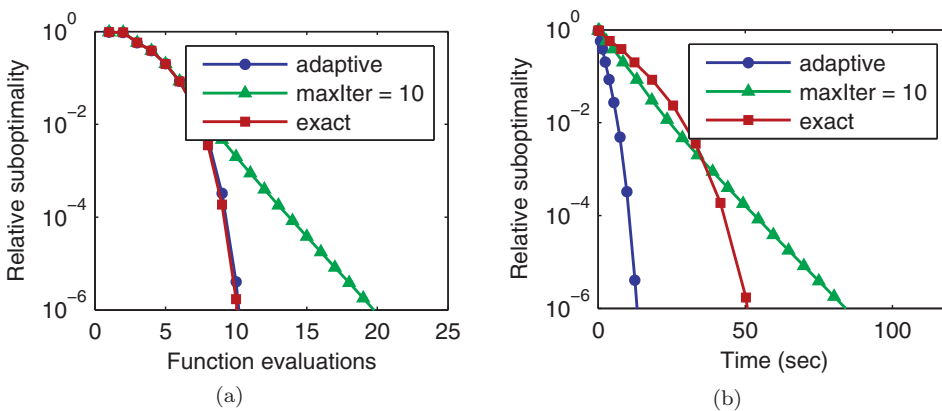 10^0
10^-2
10^-4
10^-6
Relative suboptimality
adaptive
maxIter = 10
exact
0 5 10 15 20 25
Function evaluations
(a)
10^0
10^-2
10^-4
10^-6
Relative suboptimality
adaptive
maxIter = 10
exact
0 50 100
Time (sec)
(b)